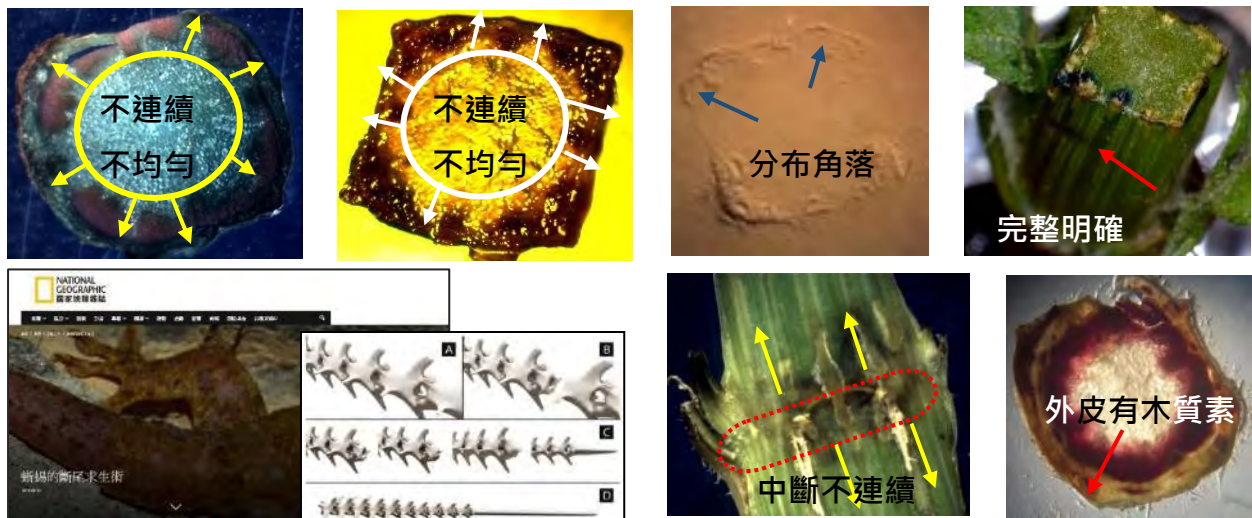 不連續
不均勻
不連續
不均勻
分布角落
完整明確
NATIONAL
GEOGRAPHIC
國家地理雜誌
蜥蜴的斷尾求生術
A
B
C
D
中斷不連續
外皮有木質素